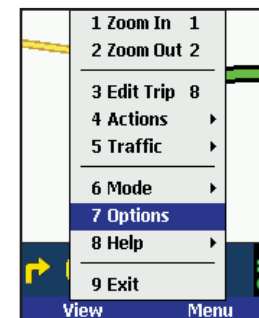 1 Zoom In 1
2 Zoom Out 2
3 Edit Trip 8
4 Actions
5 Traffic
6 Mode
7 Options
8 Help
9 Exit
View Menu